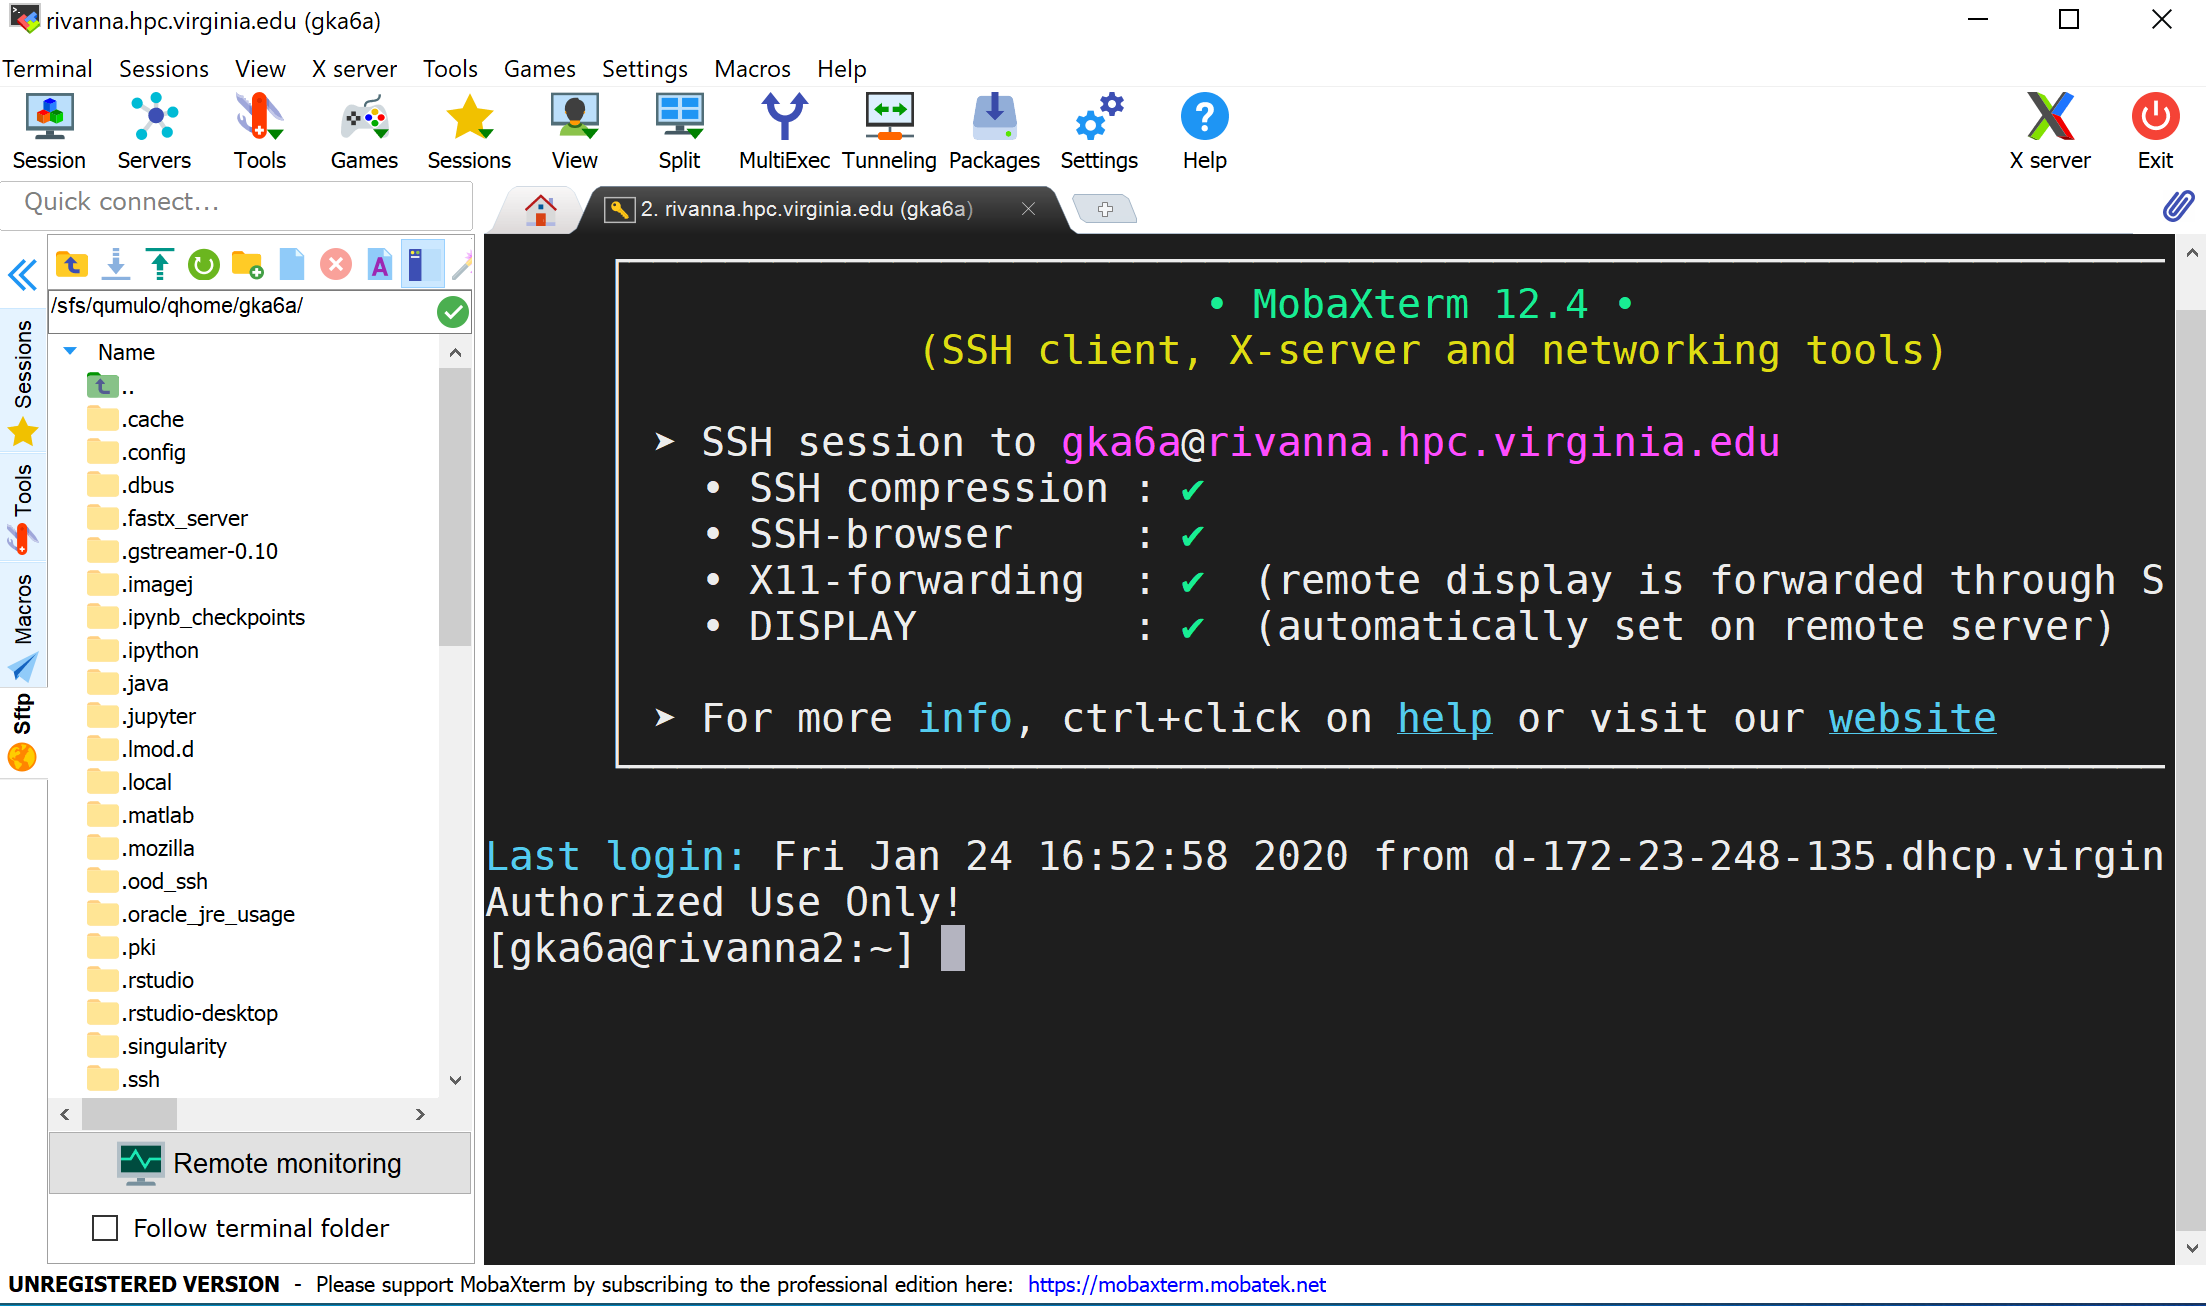 rivanna.hpc.virginia.edu (gka6a)
Terminal Sessions View X server Tools Games Settings Macros Help
Session Servers Tools Games Sessions View Split MultiExec Tunneling Packages Settings Help X server Exit
Quick connect...
2. rivanna.hpc.virginia.edu (gka6a)
/sfs/qumulo/qhome/gka6a/
Sessions
Tools
Macros
Sftp
Name
..
.cache
.config
.dbus
.fastx_server
.gstreamer-0.10
.imagej
.ipynb_checkpoints
.ipython
.java
.jupyter
.lmod.d
.local
.matlab
.mozilla
.ood_ssh
.oracle_jre_usage
.pki
.rstudio
.rstudio-desktop
.singularity
.ssh
Remote monitoring
Follow terminal folder
• MobaXterm 12.4 •
(SSH client, X-server and networking tools)
➤ SSH session to gka6a@rivanna.hpc.virginia.edu
• SSH compression : ✔
• SSH-browser : ✔
• X11-forwarding : ✔ (remote display is forwarded through S
• DISPLAY : ✔ (automatically set on remote server)
➤ For more info, ctrl+click on help or visit our website
Last login: Fri Jan 24 16:52:58 2020 from d-172-23-248-135.dhcp.virgin
Authorized Use Only!
[gka6a@rivanna2:~]
UNREGISTERED VERSION - Please support MobaXterm by subscribing to the professional edition here: https://mobaxterm.mobatek.net